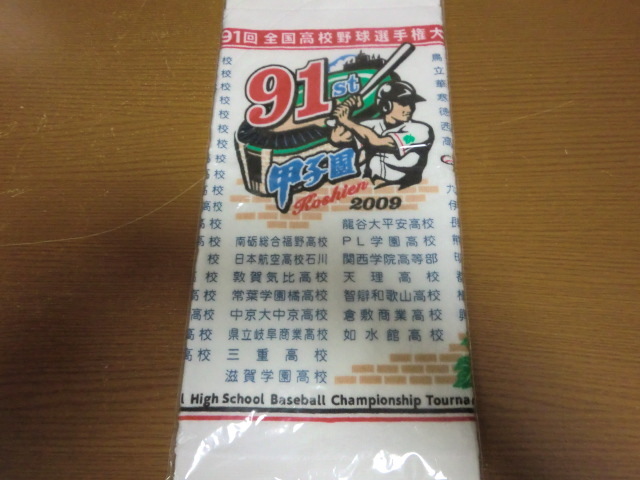 91回 全国高校野球選手権大
91st
甲子園
Koshien
2009
龍谷大平安高校
南砺総合福野高校
PL学園高校
日本航空高校石川
関西学院高等部
敦賀気比高校
天理高校
常葉学園橘高校
智辯和歌山高校
中京大中京高校
倉敷商業高校
県立岐阜商業高校
如水館高校
三重高校
滋賀学園高校
l High School Baseball Championship Tourna